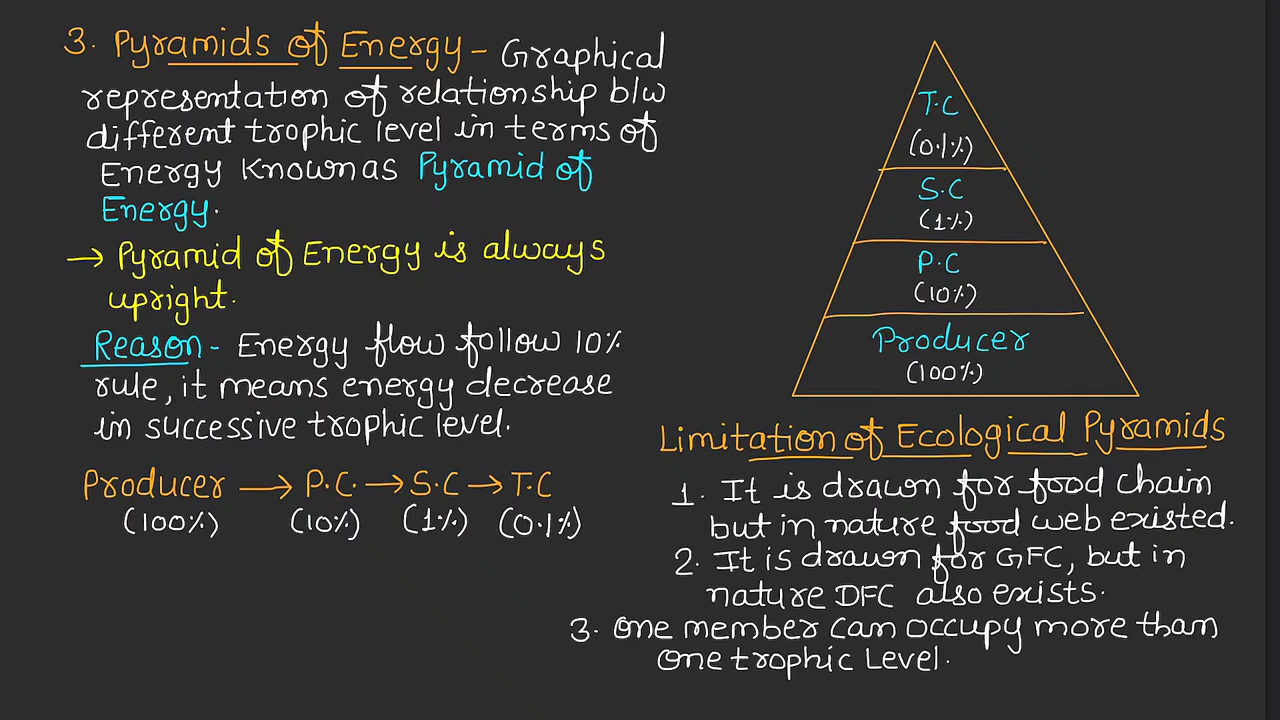 3. Pyramids of Energy - Graphical
representation of relationship b/w
different trophic level in terms of
Energy Known as Pyramid of
Energy.
→ Pyramid of Energy is always
upright.
Reason - Energy flow follow 10%
rule, it means energy decrease
in successive trophic level.
Producer → P.C. → S.C → T.C
(100%) (10%) (1%) (0.1%)
T.C
(0.1%)
S.C
(1%)
P.C
(10%)
Producer
(100%)
Limitation of Ecological Pyramids
1. It is drawn for food chain
but in nature food web existed.
2. It is drawn for GFC, but in
nature DFC also exists.
3. One member can occupy more than
one trophic Level.